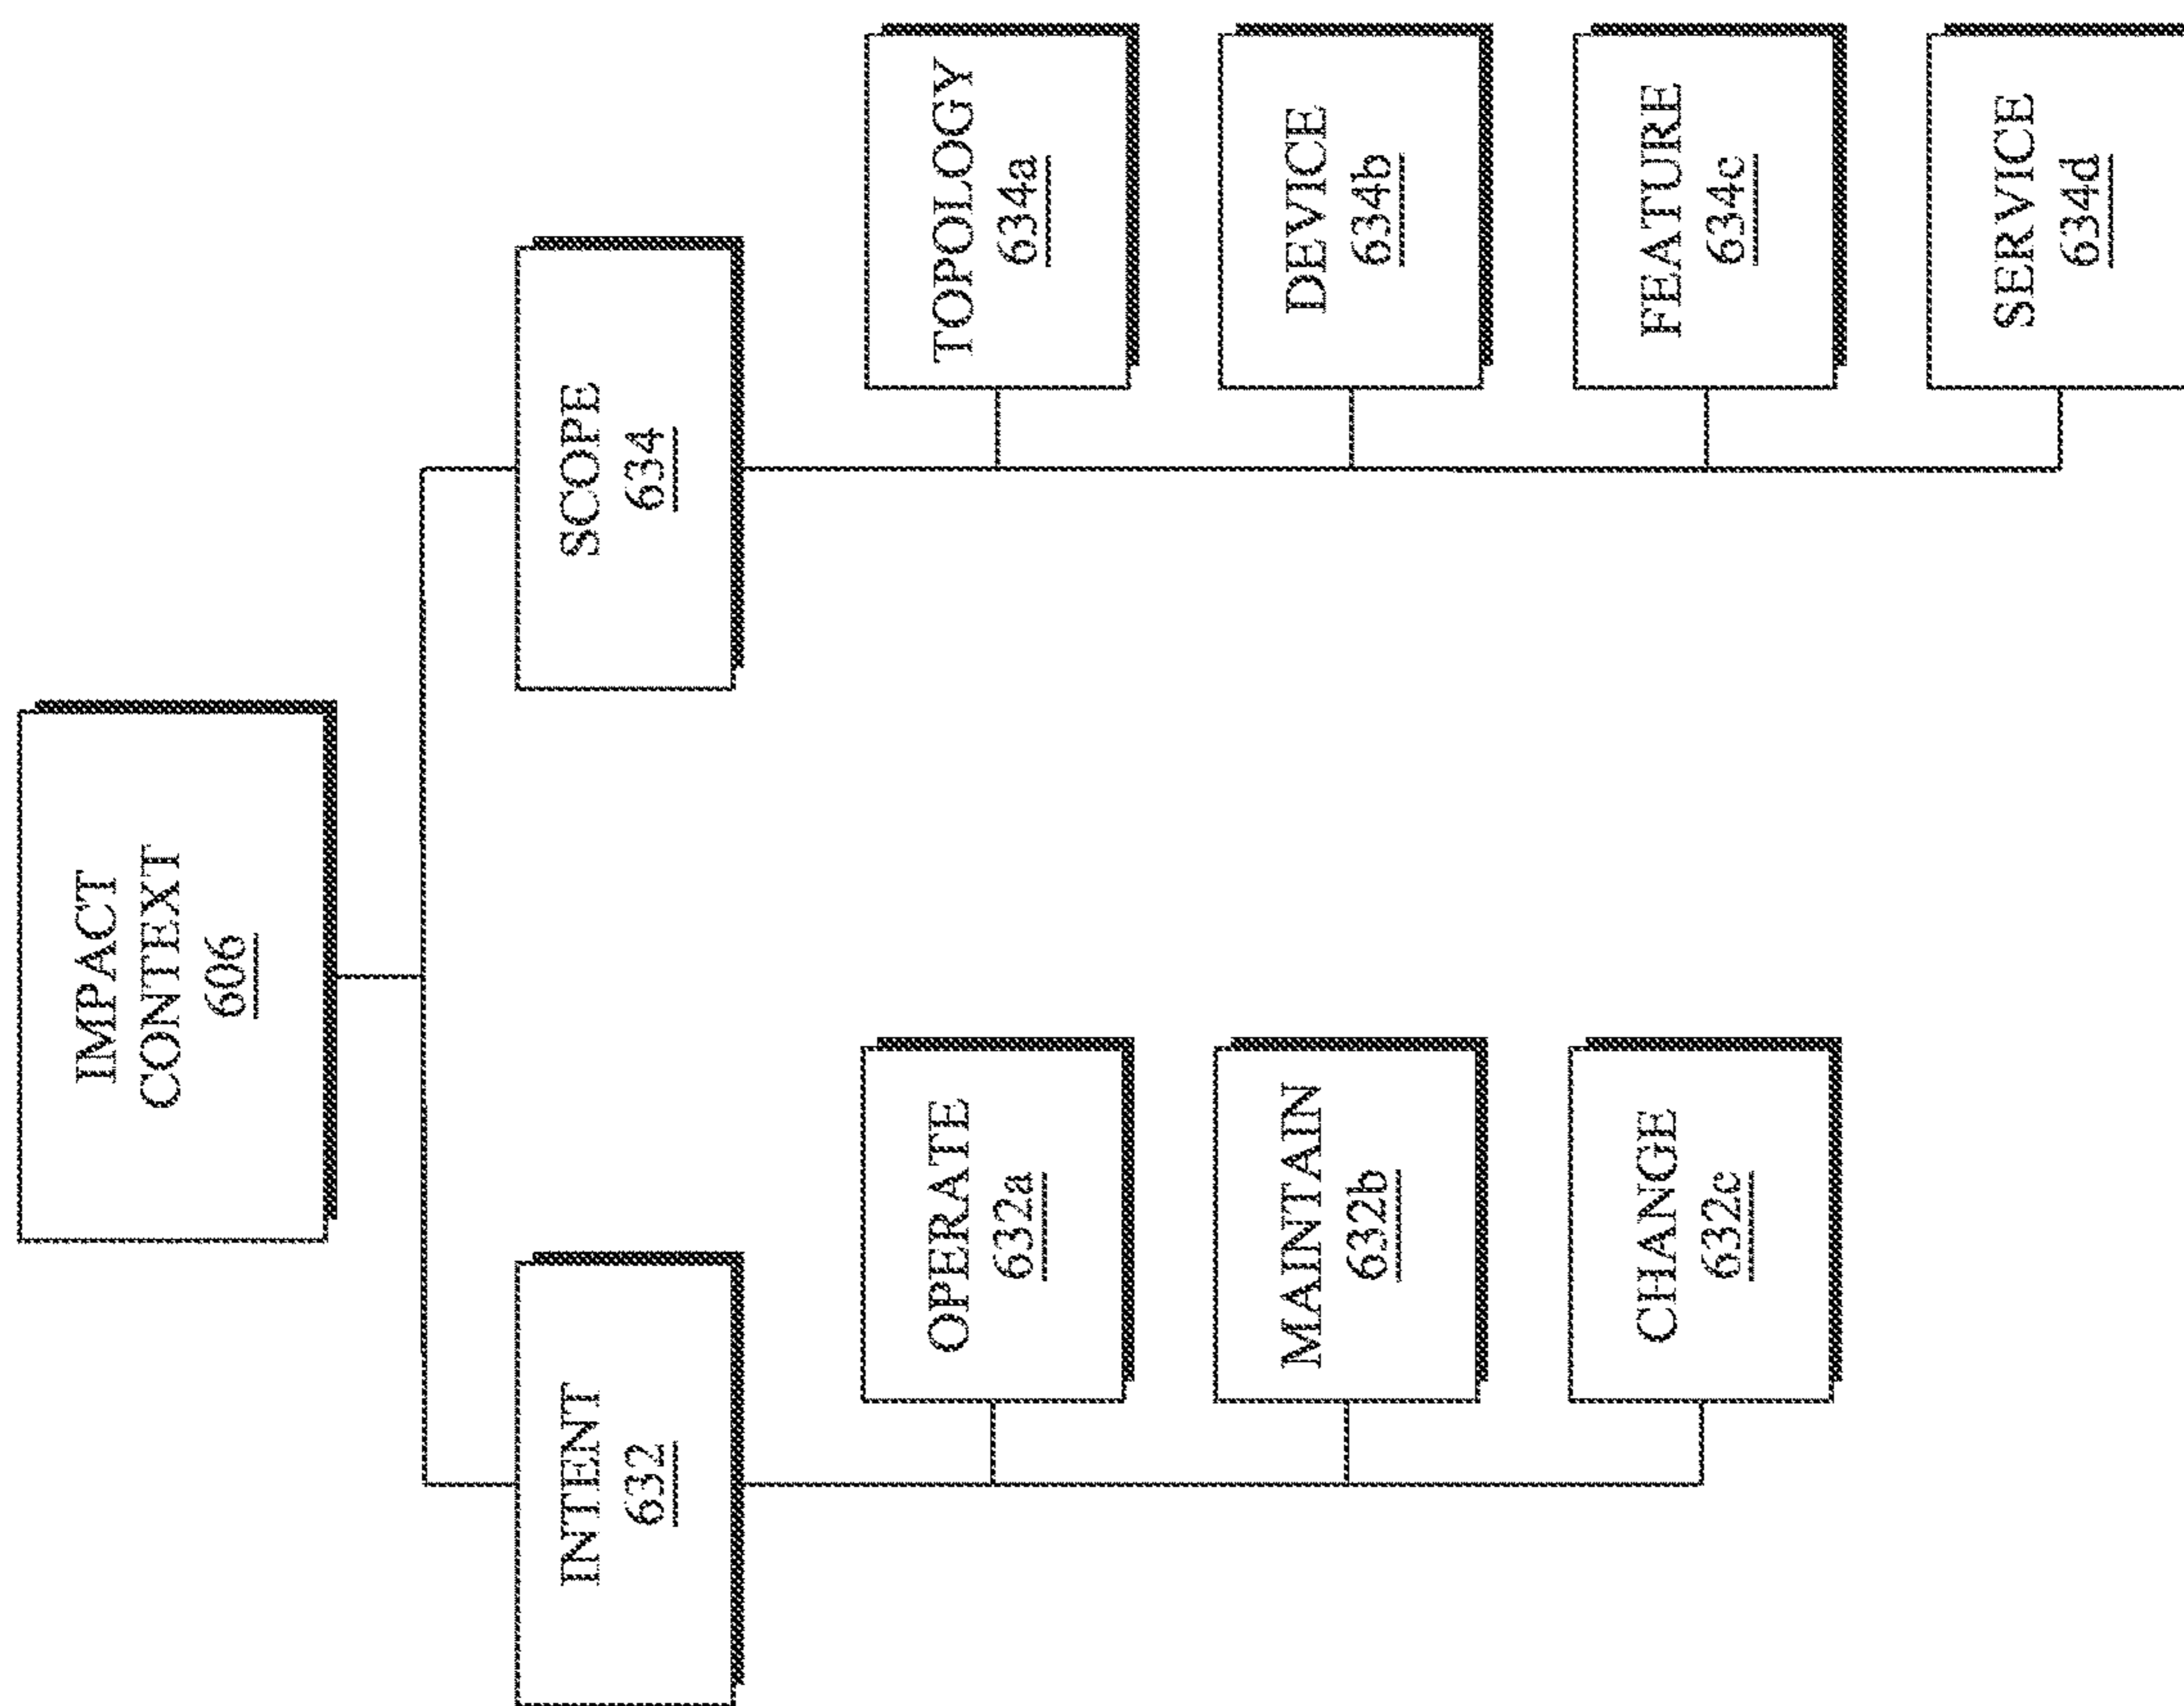 IMPACT
CONTEXT
606
INTENT
632
OPERATE
632a
MAINTAIN
632b
CHANGE
632c
SCOPE
634
TOPOLOGY
634a
DEVICE
634b
FEATURE
634c
SERVICE
634d